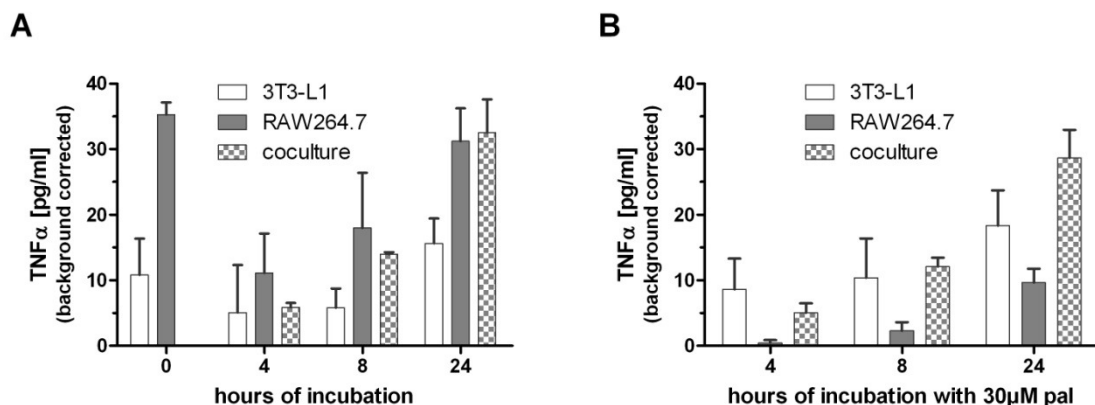 A
TNFα [pg/ml]
(background corrected)
40
30
20
10
0
3T3-L1
RAW264.7
coculture
0 4 8 24
hours of incubation
B
TNFα [pg/ml]
(background corrected)
40
30
20
10
0
3T3-L1
RAW264.7
coculture
4 8 24
hours of incubation with 30µM pal